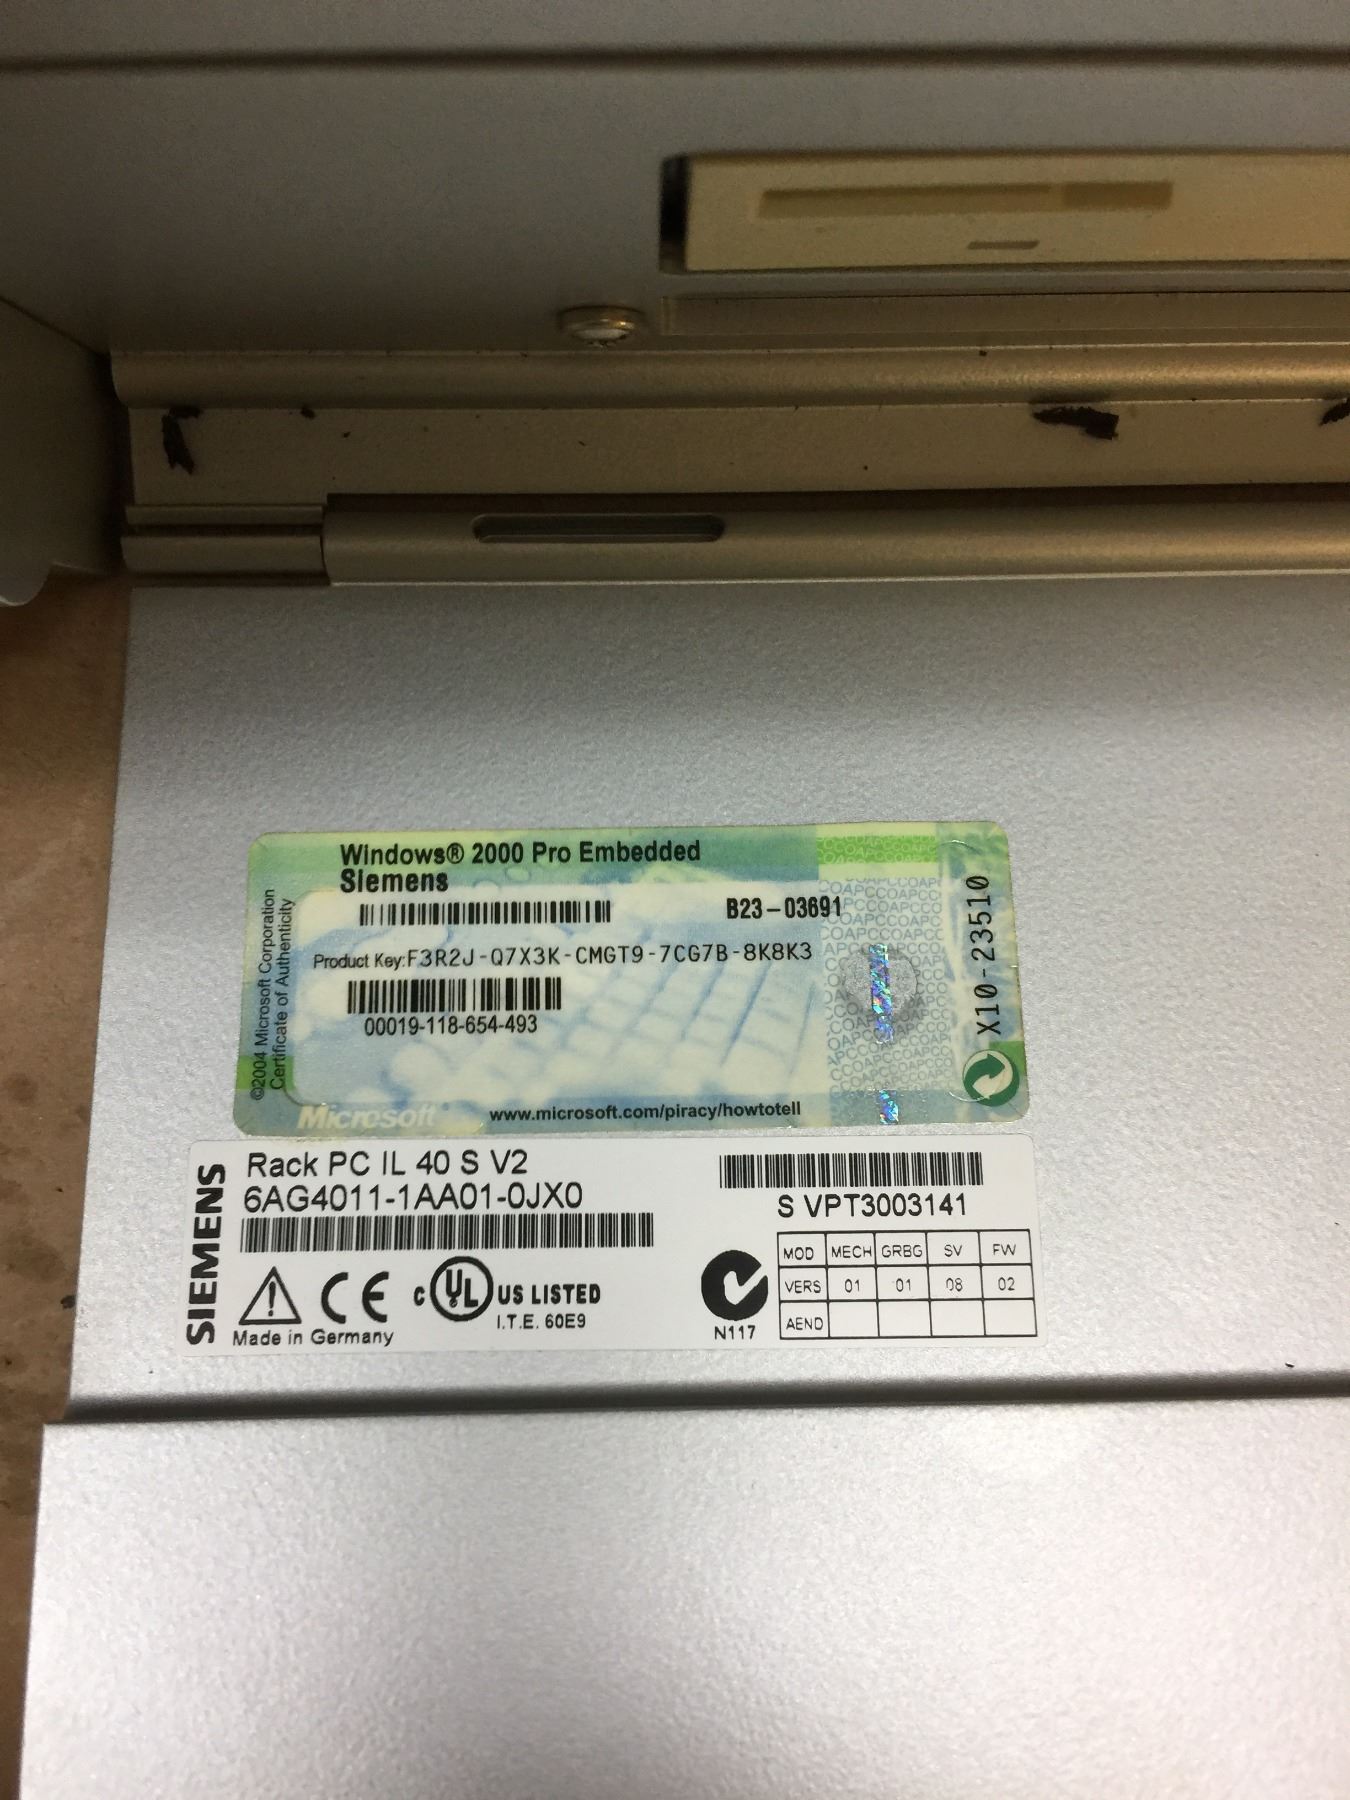 Windows® 2000 Pro Embedded
Siemens
B23-03691
Product Key:F3R2J-Q7X3K-CMGT9-7CG7B-8K8K3
00019-118-654-493
©2004 Microsoft Corporation
Certificate of Authenticity
X10-23510
Microsoft
www.microsoft.com/piracy/howtotell
SIEMENS
Rack PC IL 40 S V2
6AG4011-1AA01-0JX0
S VPT3003141
CE
C UL US LISTED
I.T.E. 60E9
Made in Germany
N117
MOD MECH GRBG SV FW
VERS 01 01 08 02
AEND